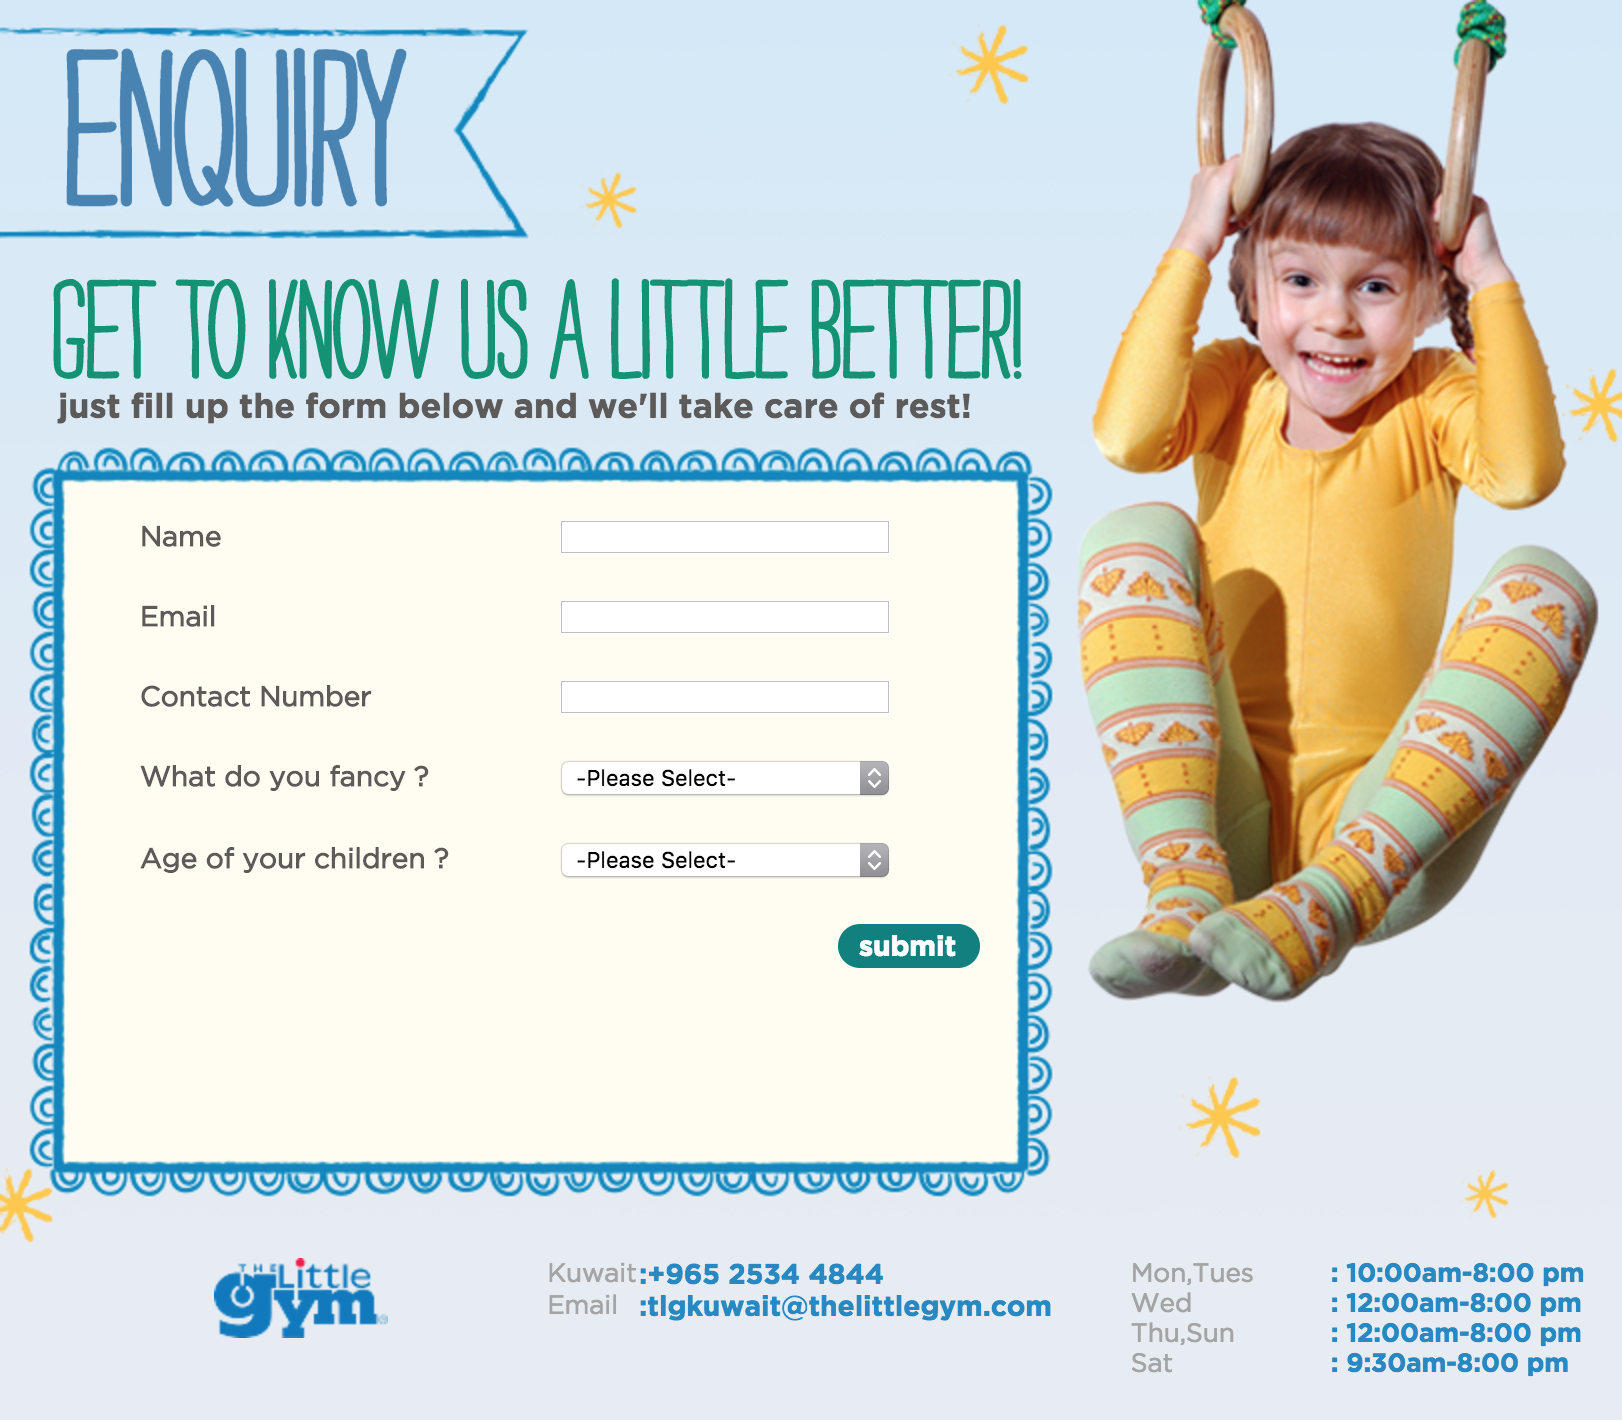 ENQUIRY
GET TO KNOW US A LITTLE BETTER!
just fill up the form below and we'll take care of rest!
Name
Email
Contact Number
What do you fancy ? -Please Select-
Age of your children ? -Please Select-
submit
THE Little
gym
Kuwait:+965 2534 4844
Email :tlgkuwait@thelittlegym.com
Mon,Tues : 10:00am-8:00 pm
Wed : 12:00am-8:00 pm
Thu,Sun : 12:00am-8:00 pm
Sat : 9:30am-8:00 pm